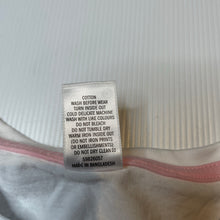 COTTON
WASH BEFORE WEAR
TURN INSIDE OUT
COLD DELICATE MACHINE
WASH WITH LIKE COLOURS
DO NOT BLEACH
DO NOT TUMBLE DRY
WARM IRON INSIDE OUT
(DO NOT IRON PRINTS
OR EMBELLISHMENTS)
DO NOT DRY CLEAN
59826057
MADE IN BANGLADESH